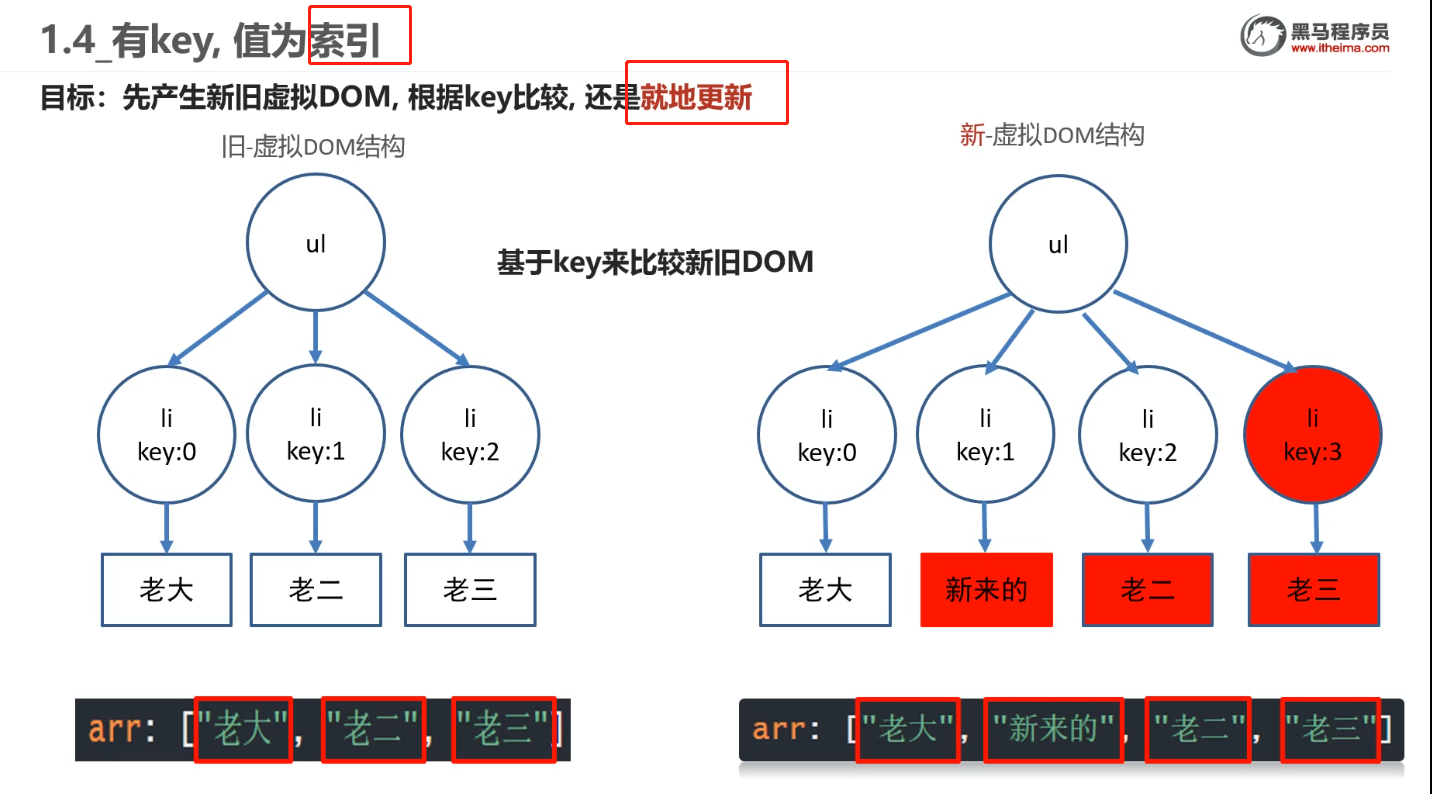 1.4_有key, 值为索引
黑马程序员
www.itheima.com
目标：先产生新旧虚拟DOM, 根据key比较, 还是就地更新
旧-虚拟DOM结构
新-虚拟DOM结构
ul
基于key来比较新旧DOM
ul
li
key:0
li
key:1
li
key:2
li
key:0
li
key:1
li
key:2
li
key:3
老大
老二
老三
老大
新来的
老二
老三
arr: ["老大", "老二", "老三"]
arr: ["老大", "新来的", "老二", "老三"]